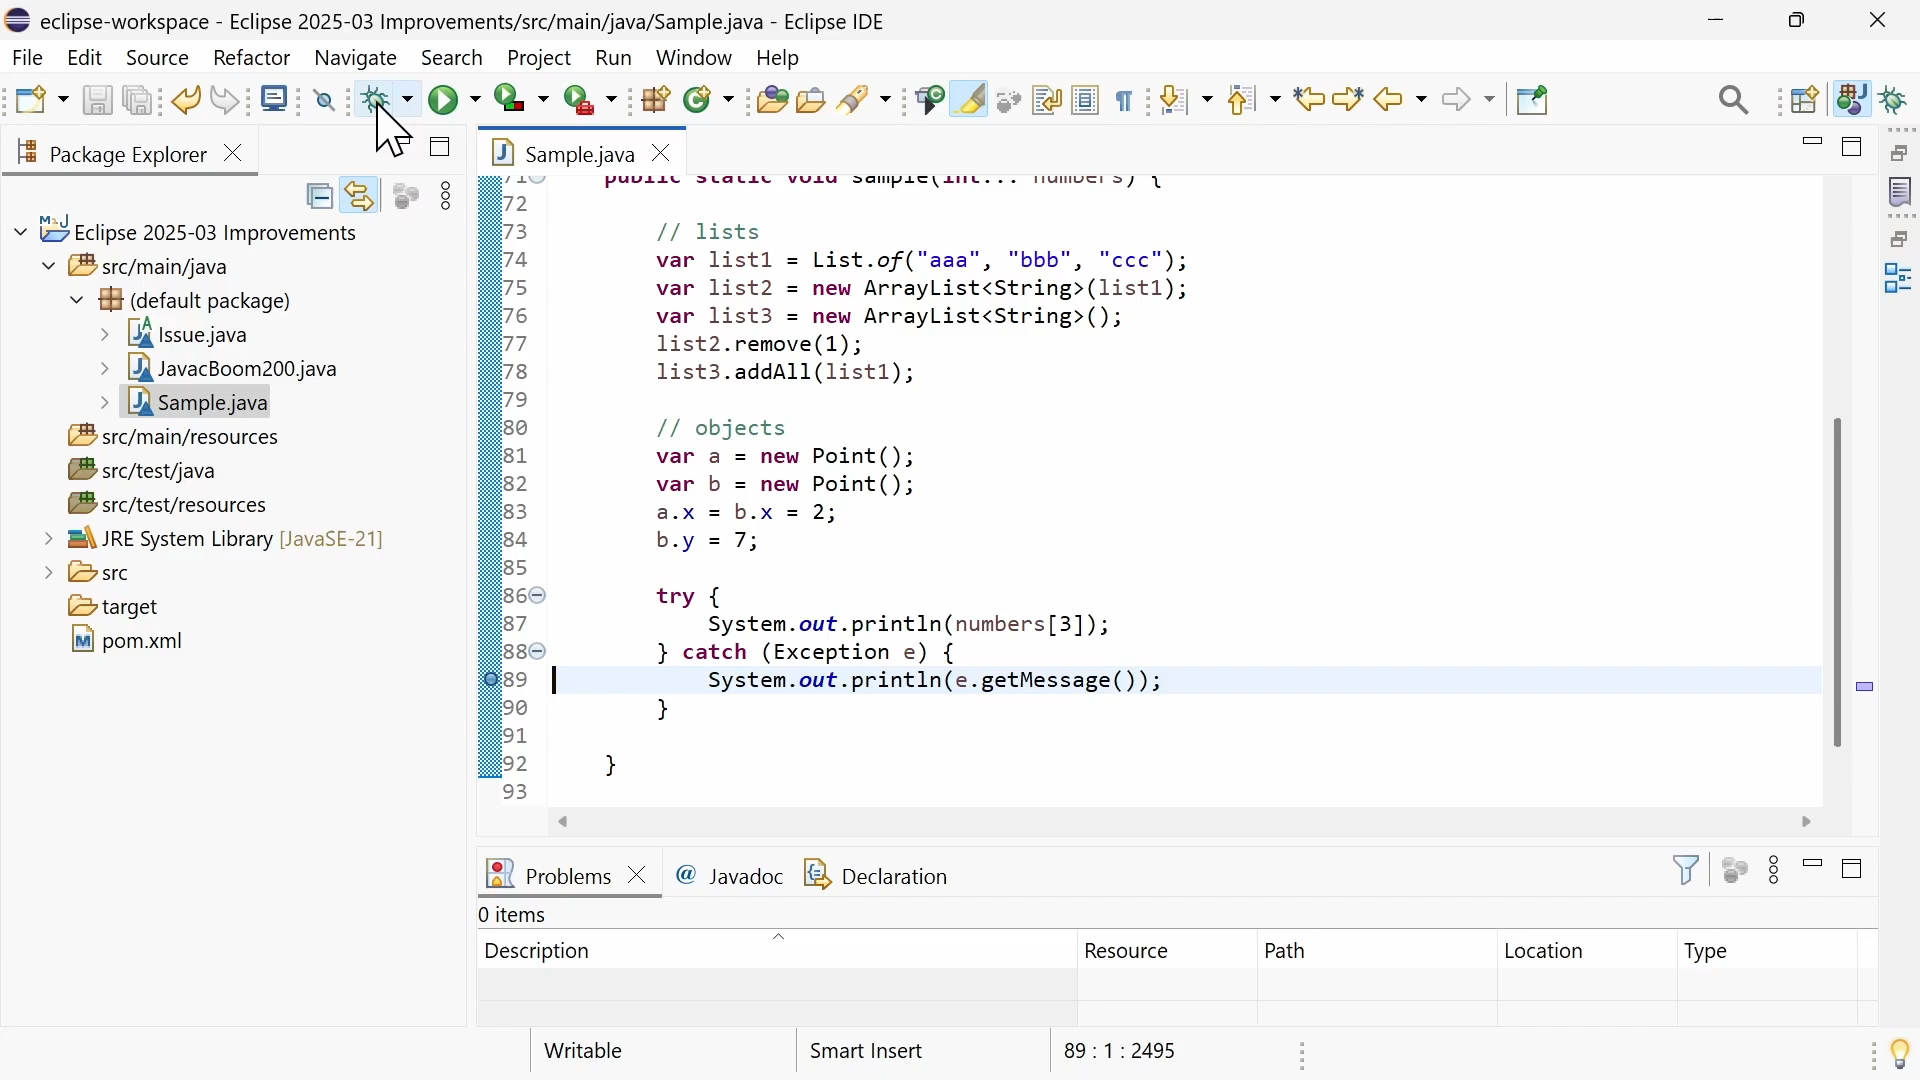 eclipse-workspace - Eclipse 2025-03 Improvements/src/main/java/Sample.java - Eclipse IDE
File Edit Source Refactor Navigate Search Project Run Window Help
Package Explorer
Eclipse 2025-03 Improvements
src/main/java
(default package)
Issue.java
JavacBoom200.java
Sample.java
src/main/resources
src/test/java
src/test/resources
JRE System Library [JavaSE-21]
src
target
pom.xml
Sample.java
71 public static void sample(int... numbers) {
72
73 // lists
74 var list1 = List.of("aaa", "bbb", "ccc");
75 var list2 = new ArrayList<String>(list1);
76 var list3 = new ArrayList<String>();
77 list2.remove(1);
78 list3.addAll(list1);
79
80 // objects
81 var a = new Point();
82 var b = new Point();
83 a.x = b.x = 2;
84 b.y = 7;
85
86 try {
87 System.out.println(numbers[3]);
88 } catch (Exception e) {
89 System.out.println(e.getMessage());
90 }
91
92 }
93
Problems @ Javadoc Declaration
0 items
Description Resource Path Location Type
Writable Smart Insert 89 : 1 : 2495